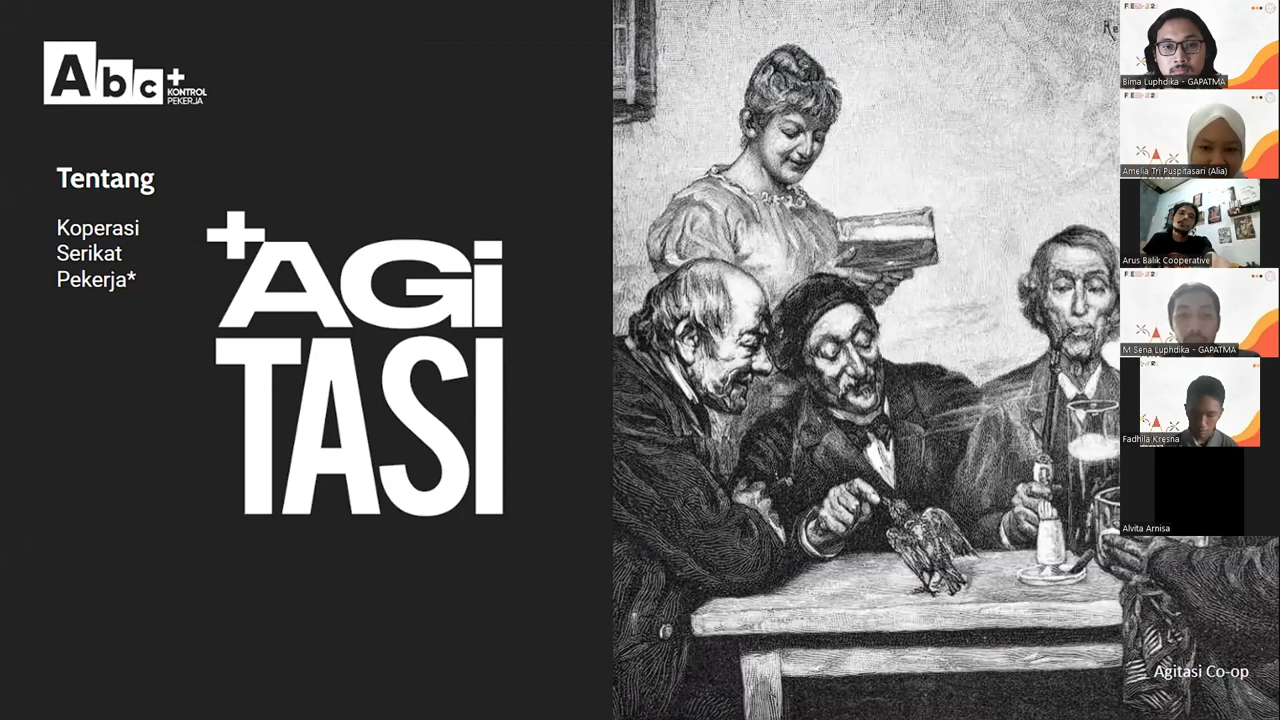 Abc+
KONTROL
PEKERJA
Tentang
Koperasi
Serikat
Pekerja*
+AGi
TASI
Agitasi Co-op
Bima Luphdika - GAPATMA
Amelia Tri Puspitasari (Alia)
Arus Balik Cooperative
M Sena Luphdika - GAPATMA
Fadhila Kresna
Alvita Arnisa